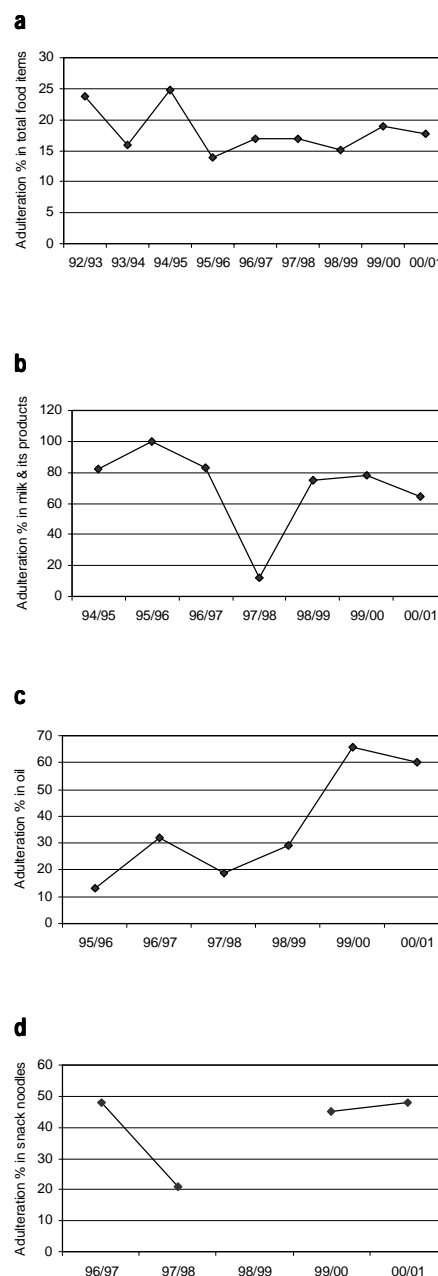 a
Adulteration % in total food items
30
25
20
15
10
5
0
92/93 93/94 94/95 95/96 96/97 97/98 98/99 99/00 00/01
b
Adulteration % in milk & its products
120
100
80
60
40
20
0
94/95 95/96 96/97 97/98 98/99 99/00 00/01
c
Adulteration % in oil
70
60
50
40
30
20
10
0
95/96 96/97 97/98 98/99 99/00 00/01
d
Adulteration % in snack noodles
60
50
40
30
20
10
0
96/97 97/98 98/99 99/00 00/01